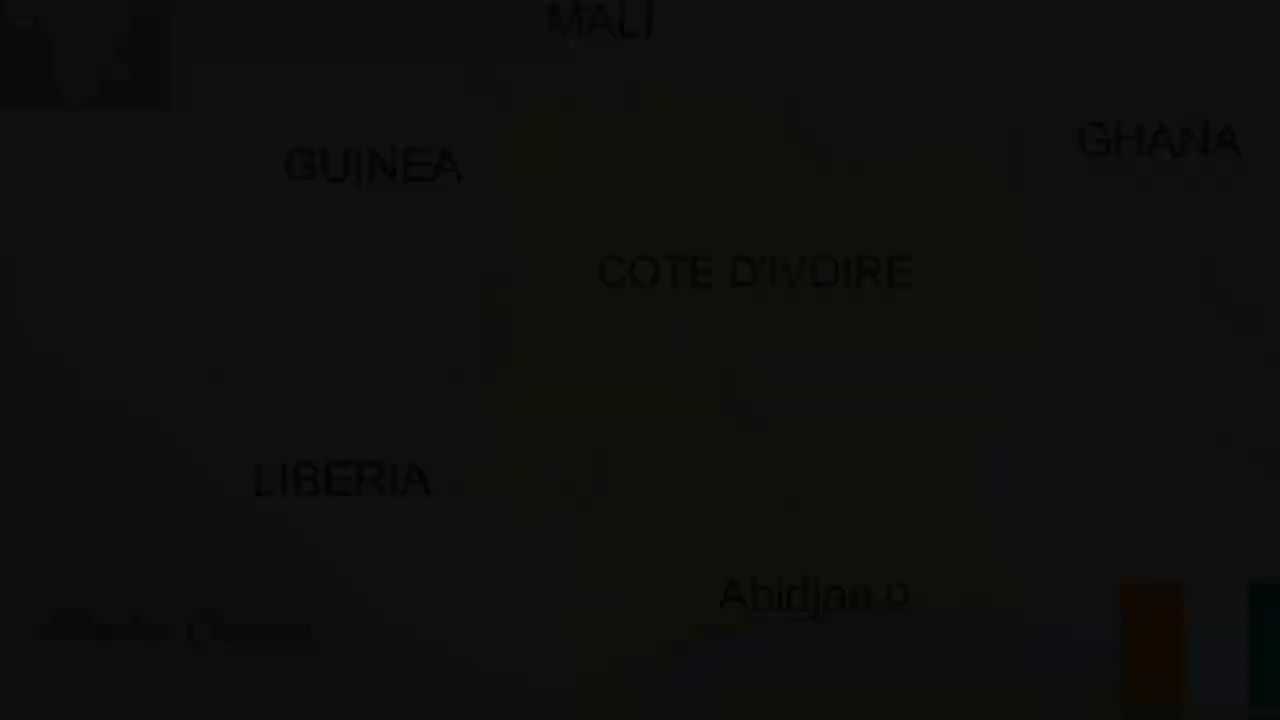 MALI
GHANA
GUINEA
COTE D'IVOIRE
LIBERIA
Abidjan